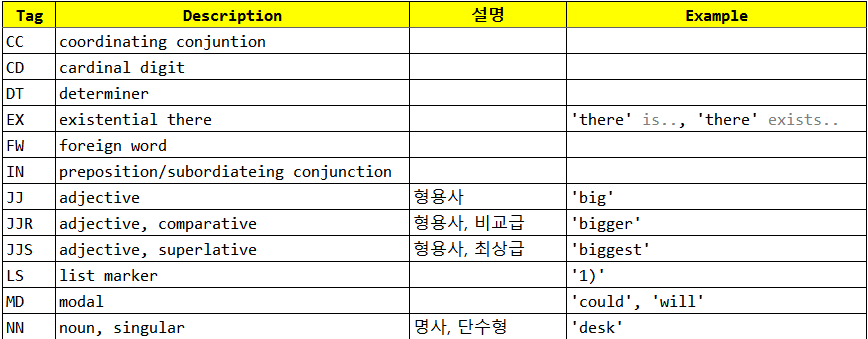 Tag Description 설명 Example
CC coordinating conjuntion
CD cardinal digit
DT determiner
EX existential there 'there' is.., 'there' exists..
FW foreign word
IN preposition/subordiateing conjunction
JJ adjective 형용사 'big'
JJR adjective, comparative 형용사, 비교급 'bigger'
JJS adjective, superlative 형용사, 최상급 'biggest'
LS list marker '1)'
MD modal 'could', 'will'
NN noun, singular 명사, 단수형 'desk'